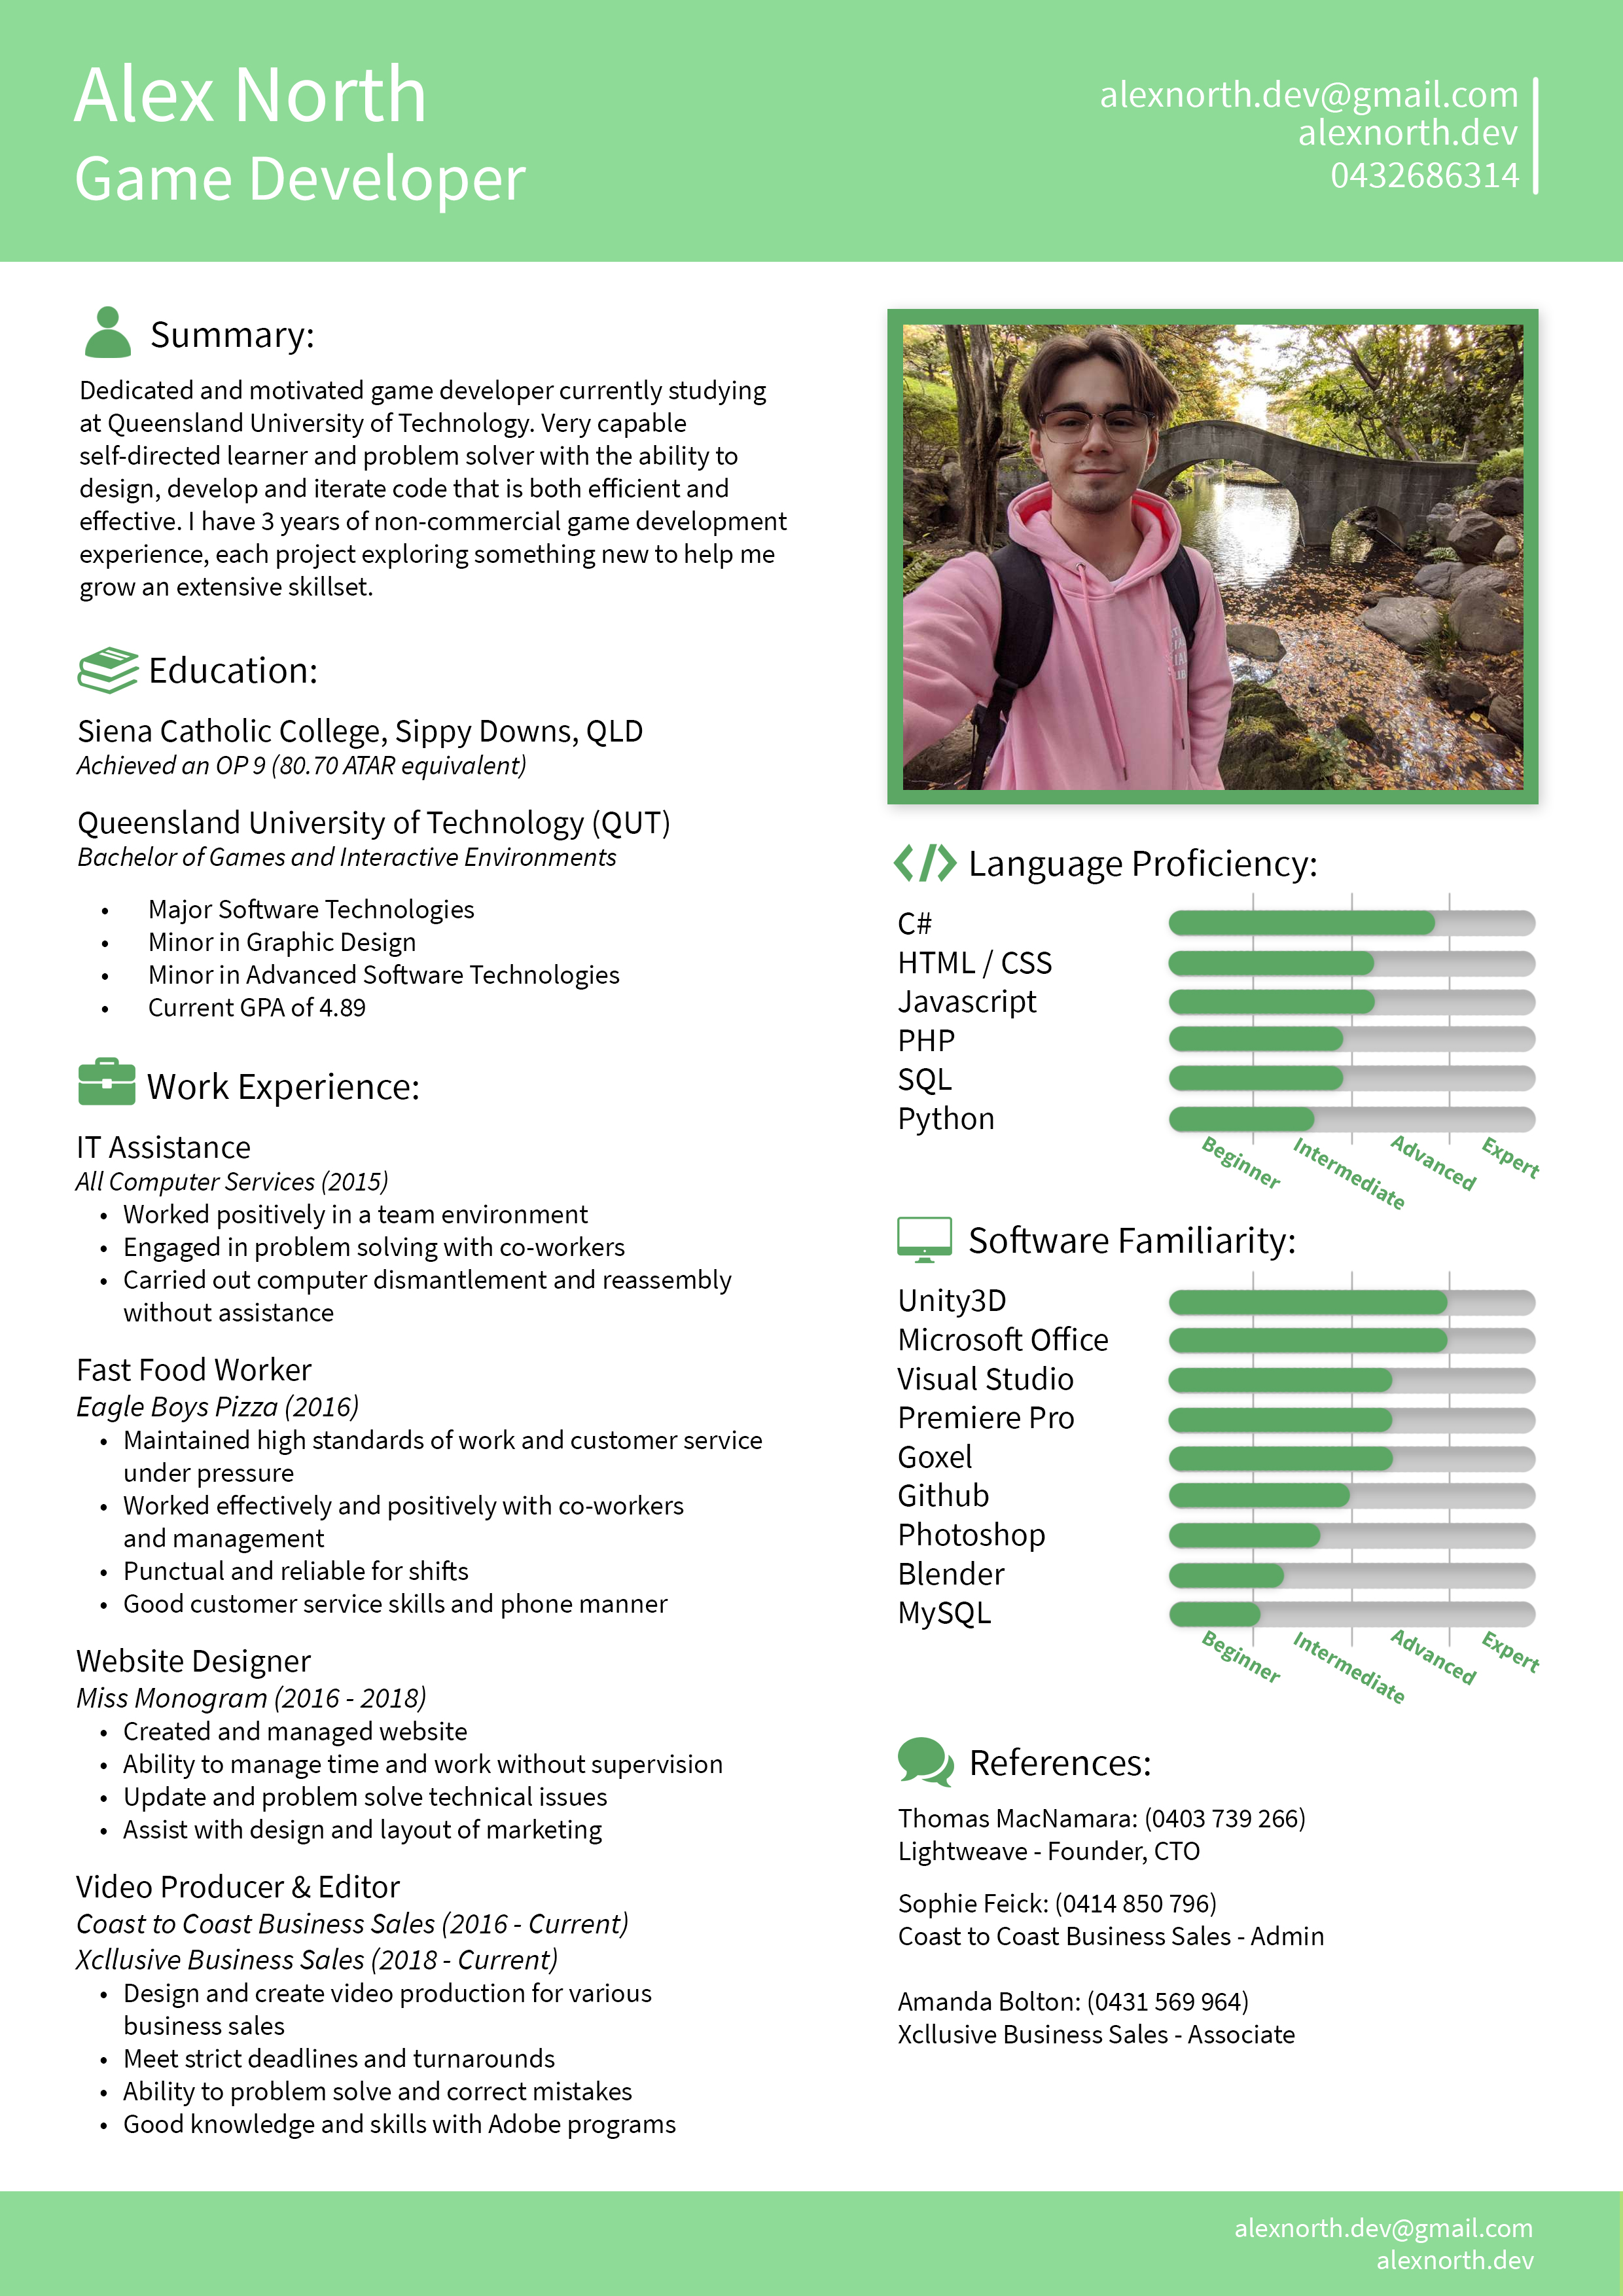 Alex North
Game Developer
alexnorth.dev@gmail.com
alexnorth.dev
0432686314
Summary:
Dedicated and motivated game developer currently studying
at Queensland University of Technology. Very capable
self-directed learner and problem solver with the ability to
design, develop and iterate code that is both efficient and
effective. I have 3 years of non-commercial game development
experience, each project exploring something new to help me
grow an extensive skillset.
Education:
Siena Catholic College, Sippy Downs, QLD
Achieved an OP 9 (80.70 ATAR equivalent)
Queensland University of Technology (QUT)
Bachelor of Games and Interactive Environments
• Major Software Technologies
• Minor in Graphic Design
• Minor in Advanced Software Technologies
• Current GPA of 4.89
Work Experience:
IT Assistance
All Computer Services (2015)
• Worked positively in a team environment
• Engaged in problem solving with co-workers
• Carried out computer dismantlement and reassembly
without assistance
Fast Food Worker
Eagle Boys Pizza (2016)
• Maintained high standards of work and customer service
under pressure
• Worked effectively and positively with co-workers
and management
• Punctual and reliable for shifts
• Good customer service skills and phone manner
Website Designer
Miss Monogram (2016 - 2018)
• Created and managed website
• Ability to manage time and work without supervision
• Update and problem solve technical issues
• Assist with design and layout of marketing
Video Producer & Editor
Coast to Coast Business Sales (2016 - Current)
Xcllusive Business Sales (2018 - Current)
• Design and create video production for various
business sales
• Meet strict deadlines and turnarounds
• Ability to problem solve and correct mistakes
• Good knowledge and skills with Adobe programs
Language Proficiency:
C#
HTML / CSS
Javascript
PHP
SQL
Python
Beginner
Intermediate
Advanced
Expert
Software Familiarity:
Unity3D
Microsoft Office
Visual Studio
Premiere Pro
Goxel
Github
Photoshop
Blender
MySQL
Beginner
Intermediate
Advanced
Expert
References:
Thomas MacNamara: (0403 739 266)
Lightweave - Founder, CTO
Sophie Feick: (0414 850 796)
Coast to Coast Business Sales - Admin
Amanda Bolton: (0431 569 964)
Xcllusive Business Sales - Associate
alexnorth.dev@gmail.com
alexnorth.dev